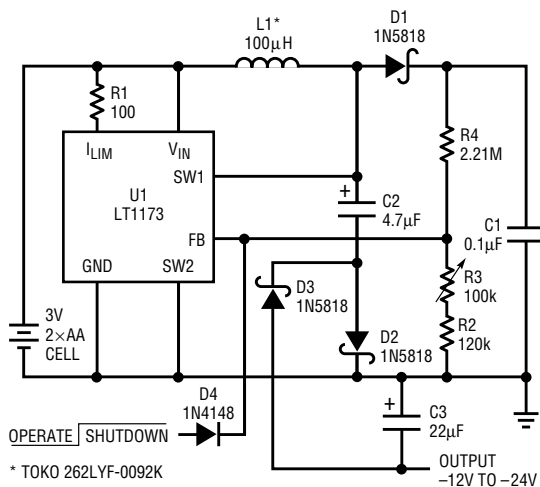 L1*
100µH
D1
1N5818
R1
100
ILIM
VIN
SW1
U1
LT1173
FB
GND
SW2
R4
2.21M
+
C2
4.7µF
C1
0.1µF
D3
1N5818
R3
100k
D2
1N5818
R2
120k
3V
2×AA
CELL
D4
1N4148
+
C3
22µF
OPERATE SHUTDOWN
OUTPUT
–12V TO –24V
* TOKO 262LYF-0092K